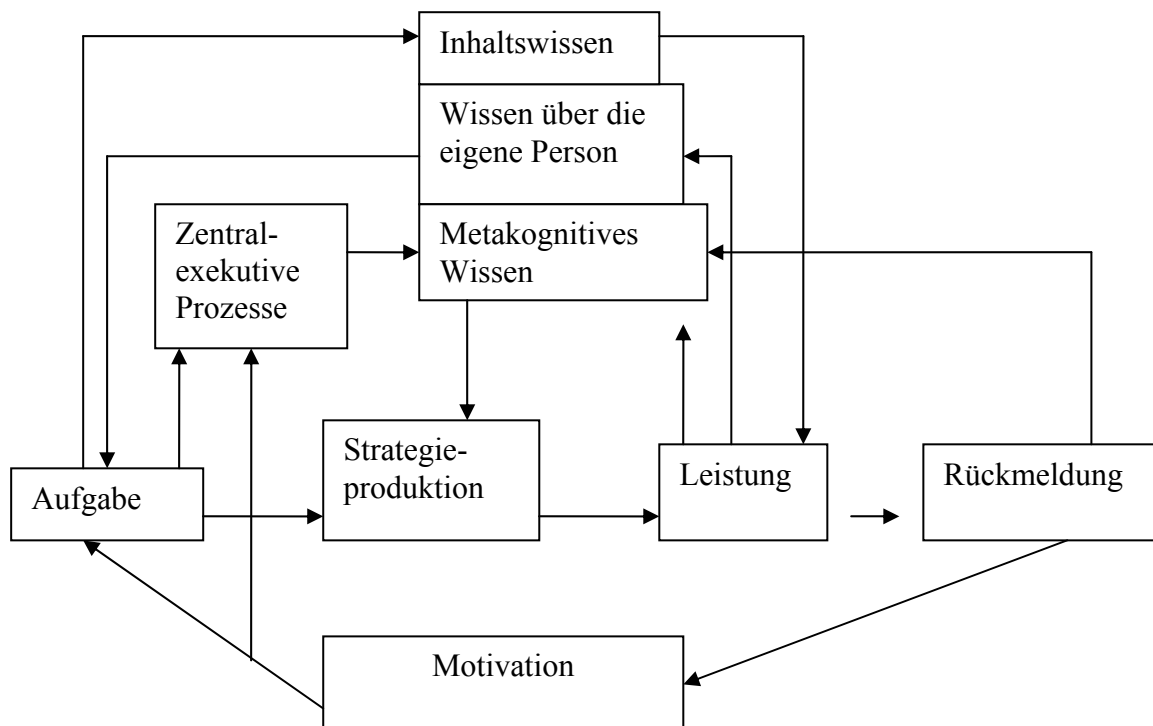 Inhaltswissen
Wissen über die
eigene Person
Zentral-
exekutive
Prozesse
Metakognitives
Wissen
Strategie-
produktion
Leistung
Rückmeldung
Aufgabe
Motivation